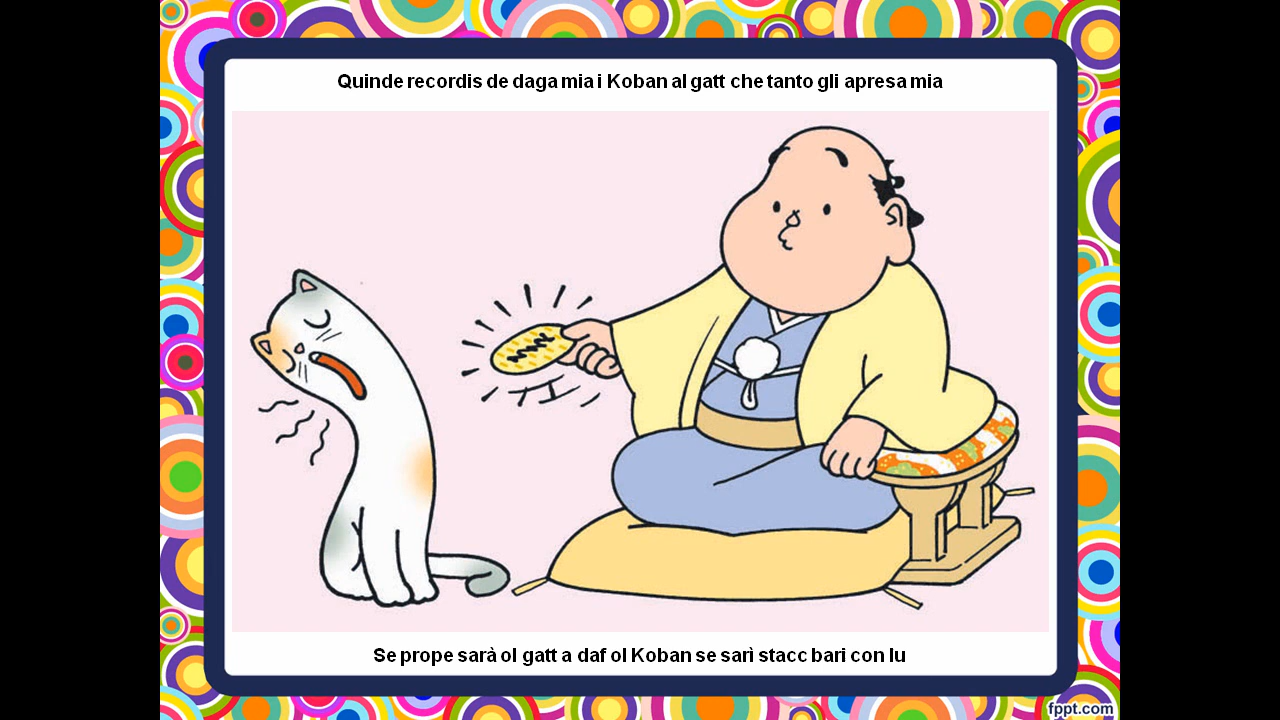 Quinde recordis de daga mia i Koban al gatt che tanto gli apresa mia
Se prope sarà ol gatt a daf ol Koban se sarì stacc bari con lu
fppt.com